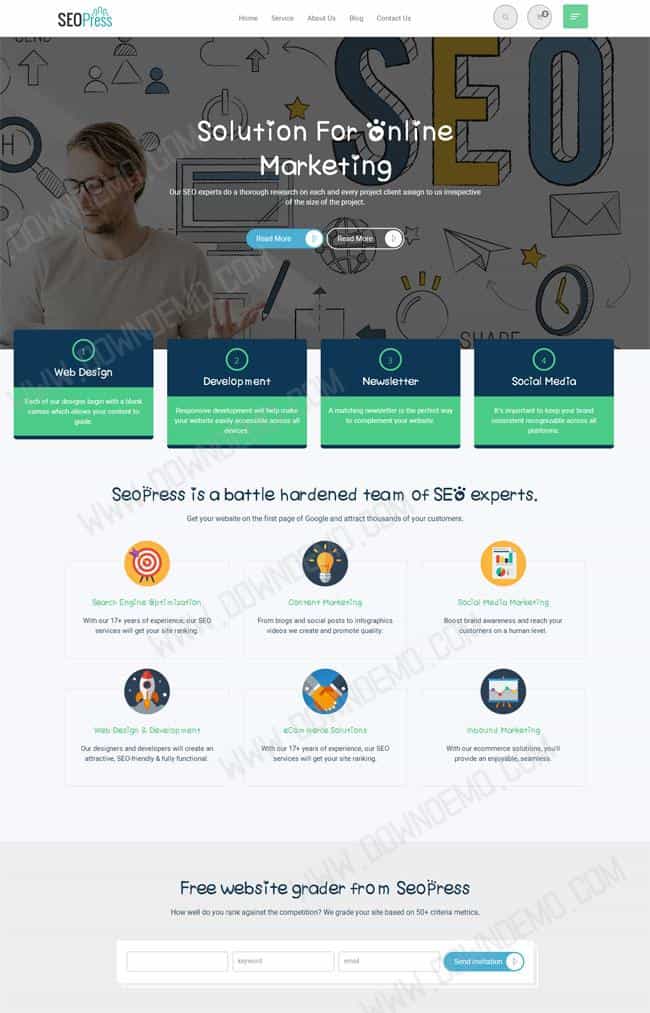 SEOPress
Home Service About Us Blog Contact Us
0
SEO
Solution For Online
Marketing
Our SEO experts do a thorough research on each and every project client assign to us irrespective
of the size of the project.
Read More Read More
SHARE
1
Web Design
Each of our designs begin with a blank
canvas which allows your content to
guide.
2
Development
Responsive development will help make
your website easily accessible across all
devices.
3
Newsletter
A matching newsletter is the perfect way
to complement your website.
4
Social Media
It's important to keep your brand
consistent recognizable across all
platforms.
SeoPress is a battle hardened team of SEO experts.
Get your website on the first page of Google and attract thousands of your customers.
Search Engine Optimization
With our 17+ years of experience, our SEO
services will get your site ranking.
Content Marketing
From blogs and social posts to infographics
videos we create and promote quality.
Social Media Marketing
Boost brand awareness and reach your
customers on a human level.
Web Design & Development
Our designers and developers will create an
attractive, SEO-friendly & fully functional.
eCommerce Solutions
With our 17+ years of experience, our SEO
services will get your site ranking.
Inbound Marketing
With our ecommerce solutions, you'll
provide an enjoyable, seamless.
Free website grader from SeoPress
How well do you rank against the competition? We grade your site based on 50+ criteria metrics.
keyword email Send invitation
WWW.DOWNDEMO.COM